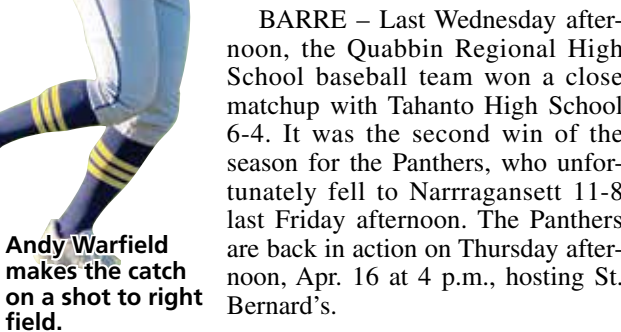 BARRE – Last Wednesday after-
noon, the Quabbin Regional High
School baseball team won a close
matchup with Tahanto High School
6-4. It was the second win of the
season for the Panthers, who unfor-
tunately fell to Narrragansett 11-8
last Friday afternoon. The Panthers
are back in action on Thursday after-
noon, Apr. 16 at 4 p.m., hosting St.
Bernard's.
Andy Warfield
makes the catch
on a shot to right
field.